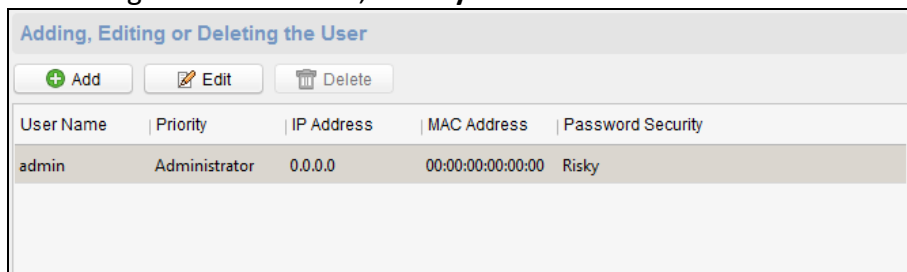 Adding, Editing or Deleting the User
Add Edit Delete
User Name Priority IP Address MAC Address Password Security
admin Administrator 0.0.0.0 00:00:00:00:00:00 Risky